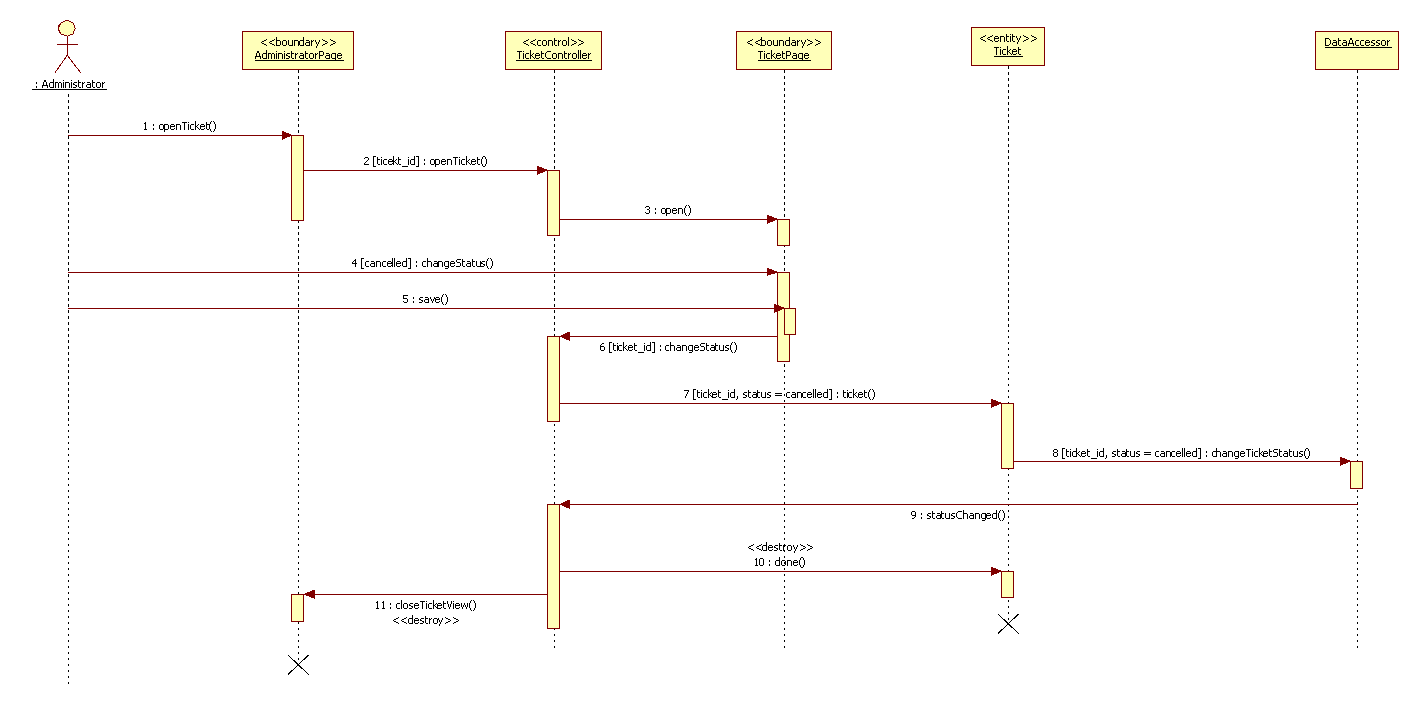 <<boundary>>
AdministratorPage
<<control>>
TicketController
<<boundary>>
TicketPage
<<entity>>
Ticket
DataAccessor
: Administrator
1 : openTicket()
2 [ticekt_id] : openTicket()
3 : open()
4 [cancelled] : changeStatus()
5 : save()
6 [ticket_id] : changeStatus()
7 [ticket_id, status = cancelled] : ticket()
8 [ticket_id, status = cancelled] : changeTicketStatus()
9 : statusChanged()
<<destroy>>
10 : done()
11 : closeTicketView()
<<destroy>>